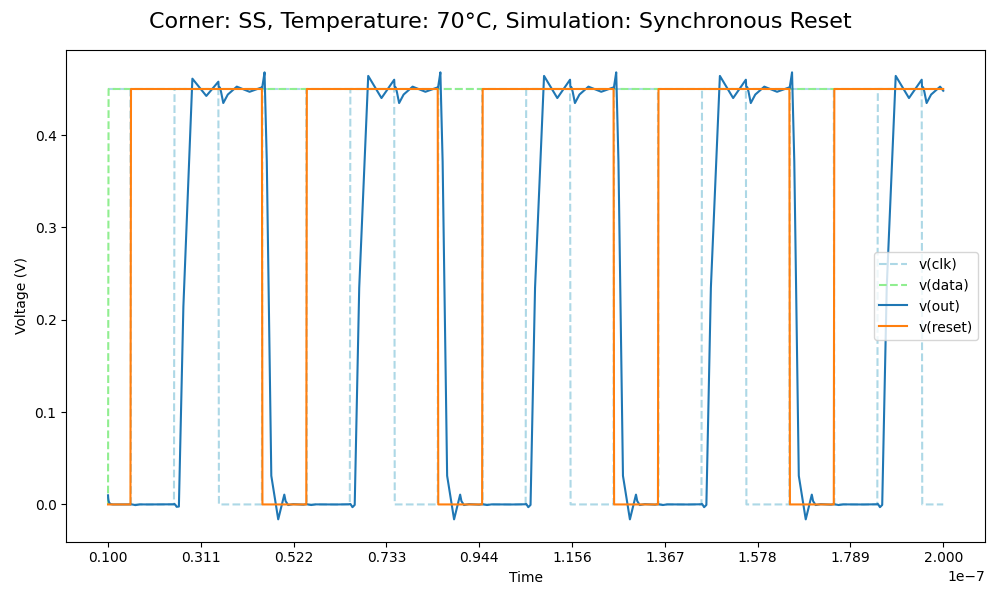 Corner: SS, Temperature: 70°C, Simulation: Synchronous Reset
Voltage (V)
0.4
0.3
0.2
0.1
0.0
v(clk)
v(data)
v(out)
v(reset)
0.100 0.311 0.522 0.733 0.944 1.156 1.367 1.578 1.789 2.000
Time
1e−7